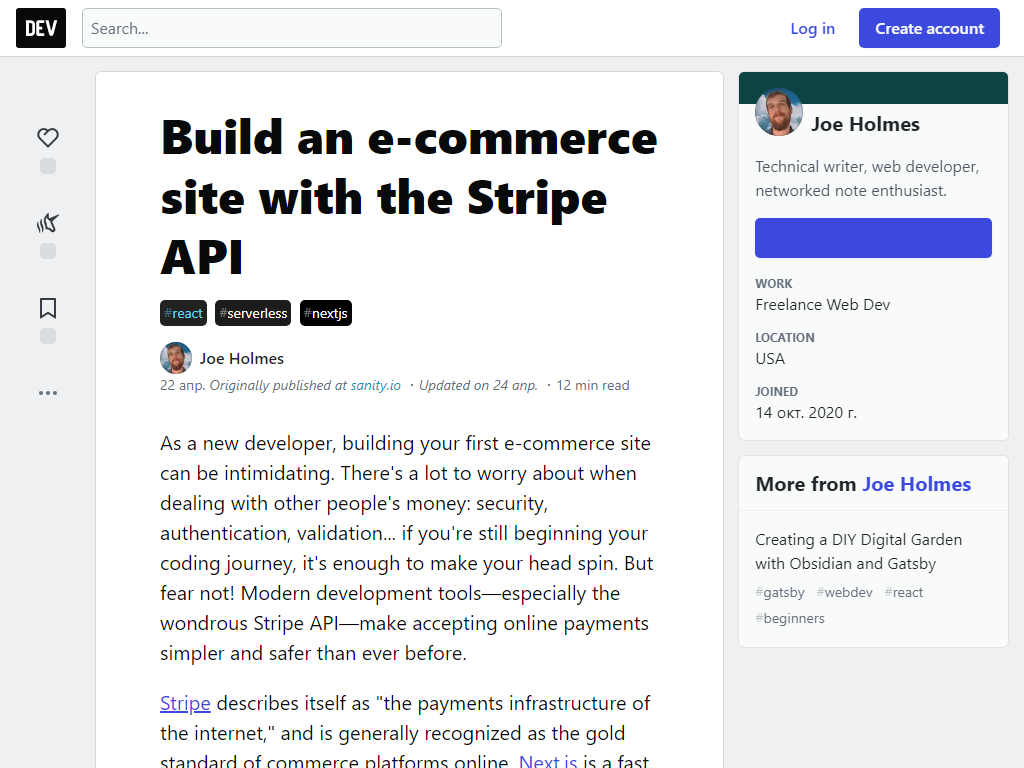 DEV
Search...
Log in
Create account
Build an e-commerce
site with the Stripe
API
#react #serverless #nextjs
Joe Holmes
22 апр. Originally published at sanity.io ・Updated on 24 апр. ・12 min read
As a new developer, building your first e-commerce site
can be intimidating. There's a lot to worry about when
dealing with other people's money: security,
authentication, validation... if you're still beginning your
coding journey, it's enough to make your head spin. But
fear not! Modern development tools—especially the
wondrous Stripe API—make accepting online payments
simpler and safer than ever before.
Stripe describes itself as "the payments infrastructure of
the internet," and is generally recognized as the gold
standard of commerce platforms online. Next.js is a fast,
Joe Holmes
Technical writer, web developer,
networked note enthusiast.
WORK
Freelance Web Dev
LOCATION
USA
JOINED
14 окт. 2020 г.
More from Joe Holmes
Creating a DIY Digital Garden
with Obsidian and Gatsby
#gatsby #webdev #react
#beginners